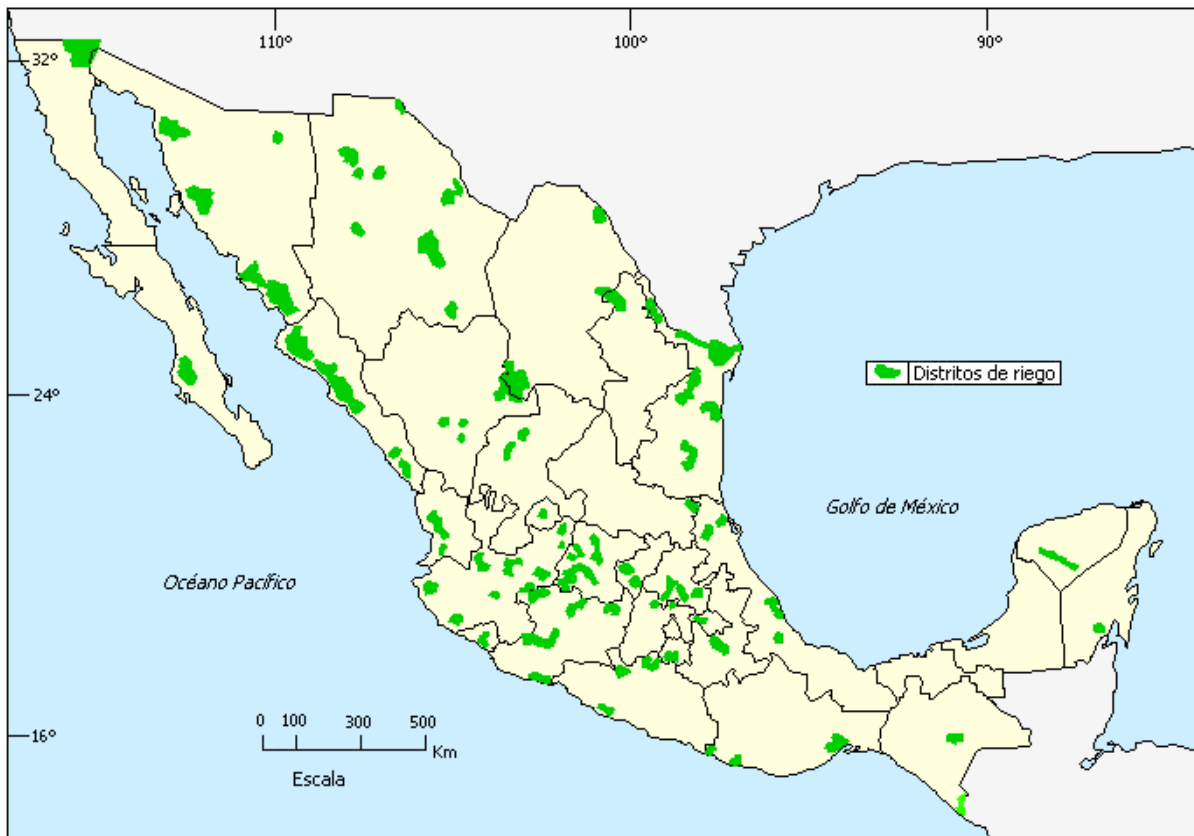 110°
100°
90°
32°
24°
16°
Distritos de riego
Golfo de México
Océano Pacífico
0 100 300 500
Km
Escala